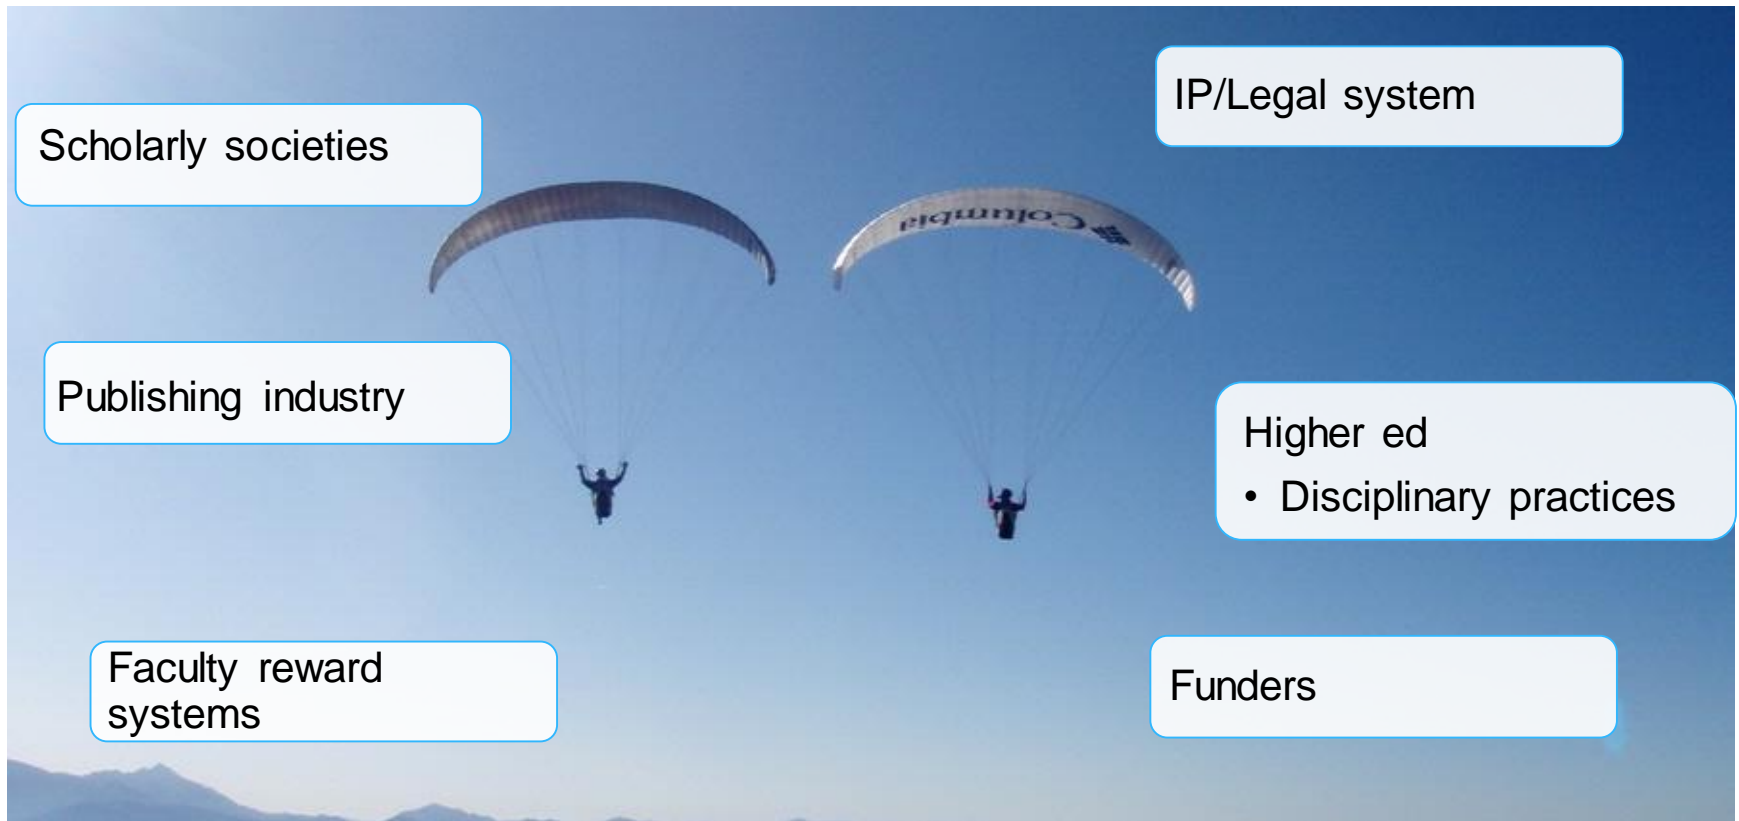 Scholarly societies
IP/Legal system
Columbia
Publishing industry
Higher ed
• Disciplinary practices
Faculty reward
systems
Funders